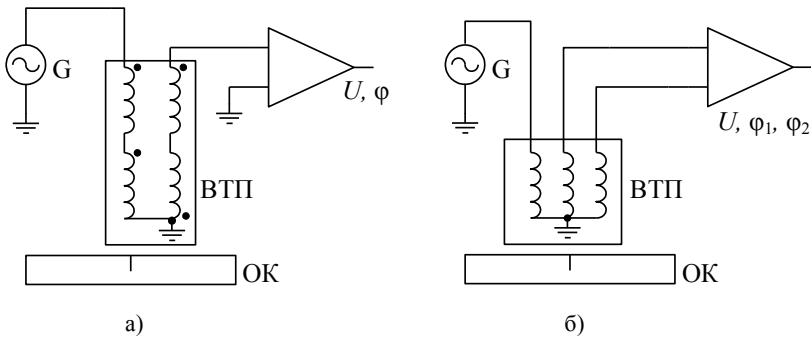 G
U, φ
ВТП
ОК
а)
G
U, φ1, φ2
ВТП
ОК
б)